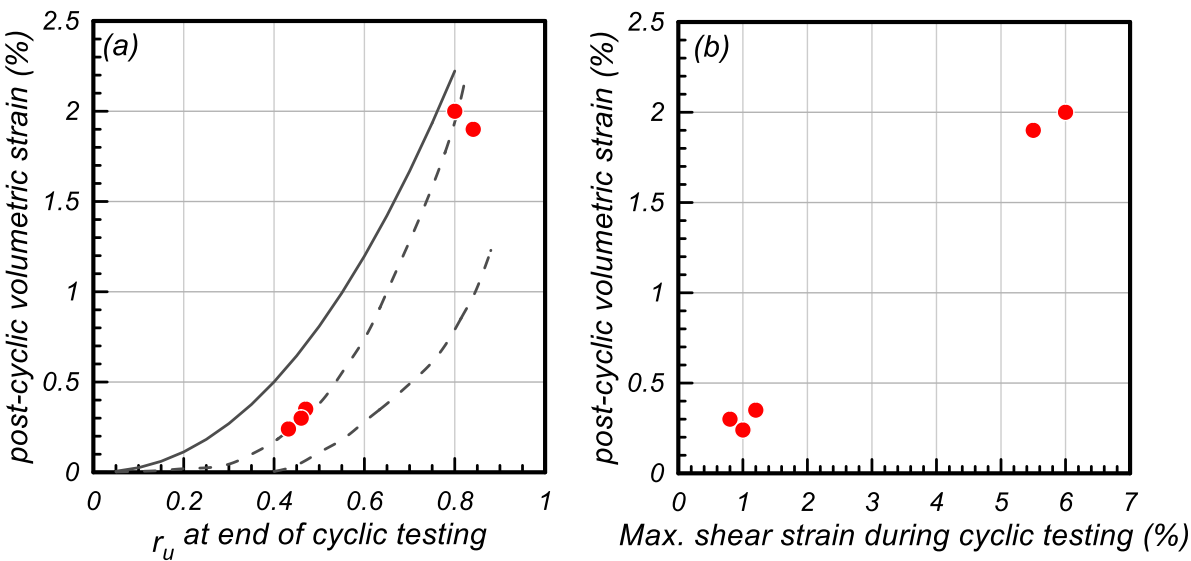 (a)
post-cyclic volumetric strain (%)
2.5
2
1.5
1
0.5
0
0 0.2 0.4 0.6 0.8 1
ru at end of cyclic testing
(b)
post-cyclic volumetric strain (%)
2.5
2
1.5
1
0.5
0
0 1 2 3 4 5 6 7
Max. shear strain during cyclic testing (%)